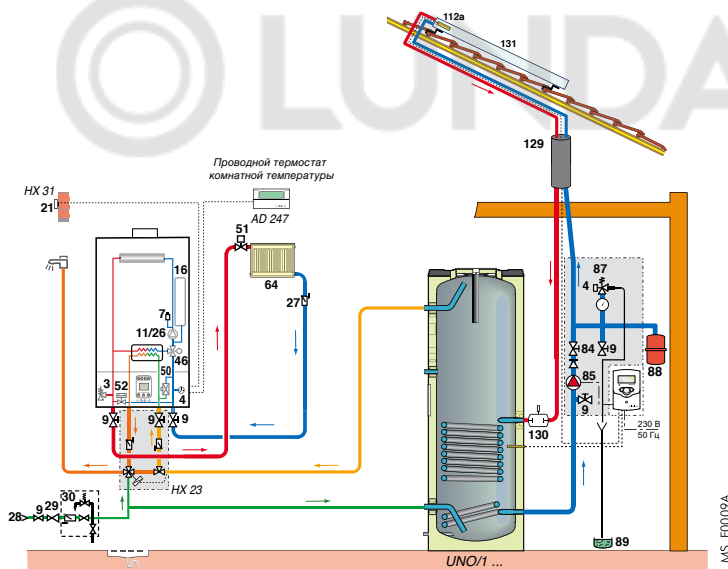 LUNDA
112a
131
129
Проводной термостат
комнатной температуры
HX 31
21
AD 247
51
16
64
87
4
7
27
11/26
46
84
9
88
50
3
52
4
85
9
9
9
9
130
230 В
50 Гц
HX 23
30
28
9
29
89
UNO/1 ...
MS_F0009A